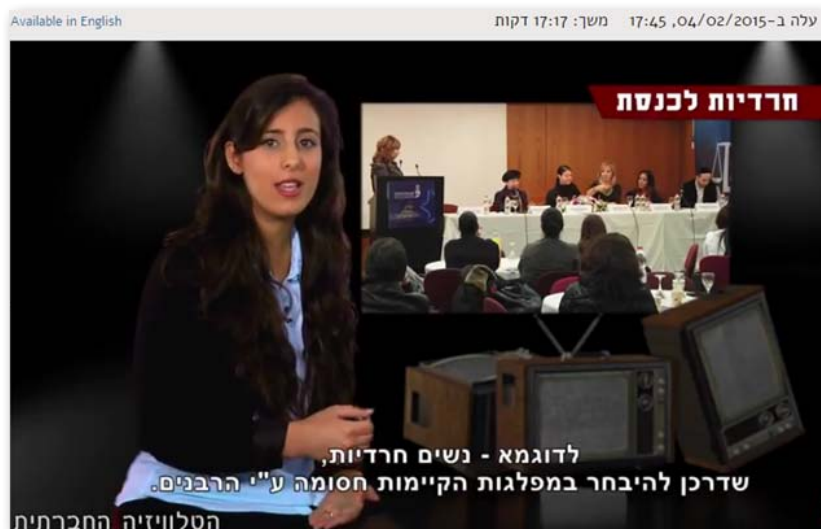 Available in English
עלה ב-04/02/2015, 17:45 משך: 17:17 דקות
חרדיות לכנסת
לדוגמא - נשים חרדיות,
שדרכן להיבחר במפלגות הקיימות חסומה ע"י הרבנים.
הטלוויזיה החברתית